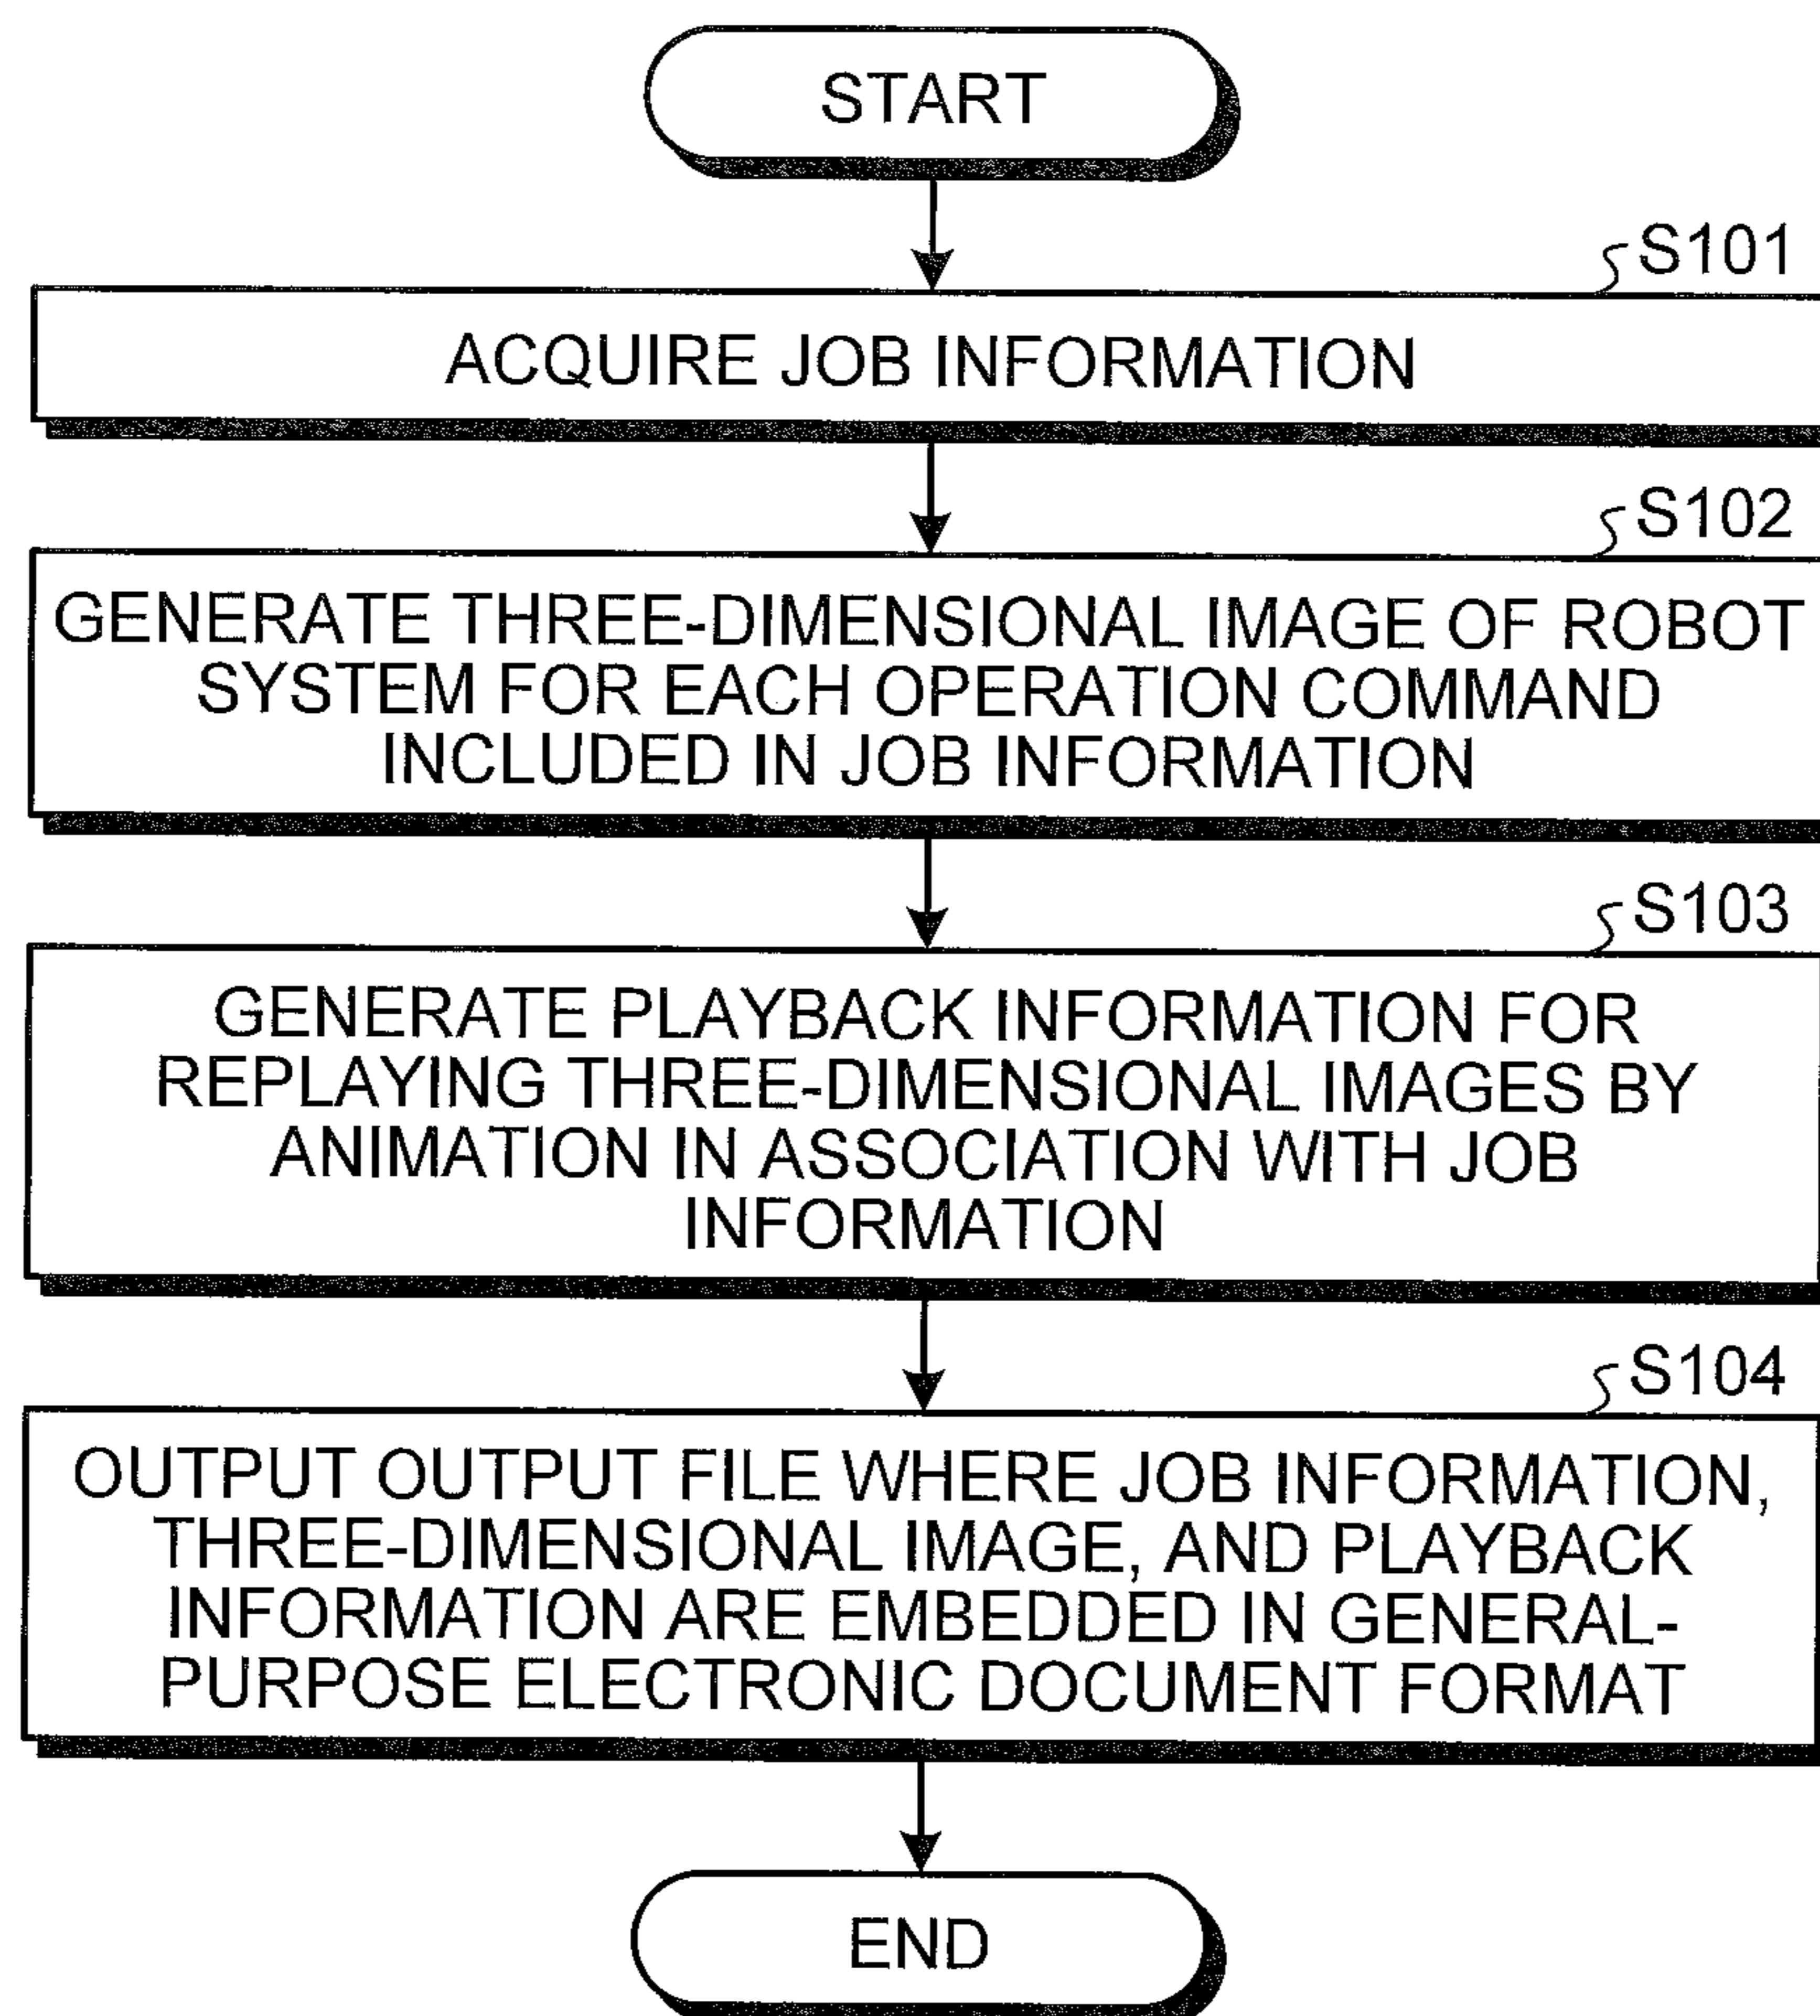 START
S101
ACQUIRE JOB INFORMATION
S102
GENERATE THREE-DIMENSIONAL IMAGE OF ROBOT
SYSTEM FOR EACH OPERATION COMMAND
INCLUDED IN JOB INFORMATION
S103
GENERATE PLAYBACK INFORMATION FOR
REPLAYING THREE-DIMENSIONAL IMAGES BY
ANIMATION IN ASSOCIATION WITH JOB
INFORMATION
S104
OUTPUT OUTPUT FILE WHERE JOB INFORMATION,
THREE-DIMENSIONAL IMAGE, AND PLAYBACK
INFORMATION ARE EMBEDDED IN GENERAL-
PURPOSE ELECTRONIC DOCUMENT FORMAT
END